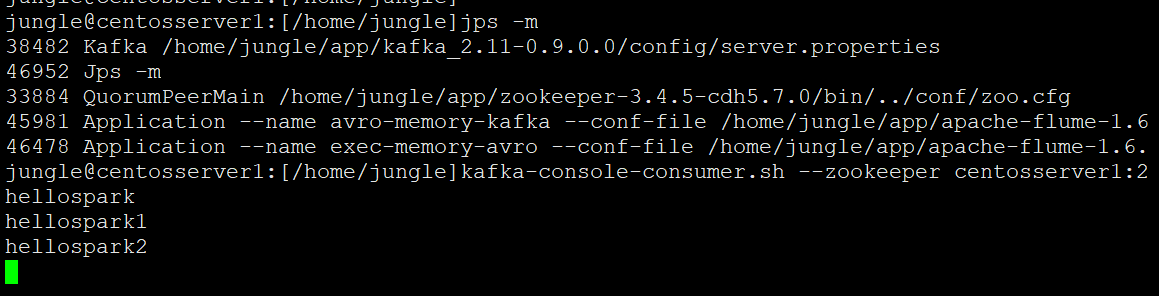 jungle@centosserver1:[/home/jungle]
jungle@centosserver1:[/home/jungle]jps -m
38482 Kafka /home/jungle/app/kafka_2.11-0.9.0.0/config/server.properties
46952 Jps -m
33884 QuorumPeerMain /home/jungle/app/zookeeper-3.4.5-cdh5.7.0/bin/../conf/zoo.cfg
45981 Application --name avro-memory-kafka --conf-file /home/jungle/app/apache-flume-1.6
46478 Application --name exec-memory-avro --conf-file /home/jungle/app/apache-flume-1.6.
jungle@centosserver1:[/home/jungle]kafka-console-consumer.sh --zookeeper centosserver1:2
hellospark
hellospark1
hellospark2